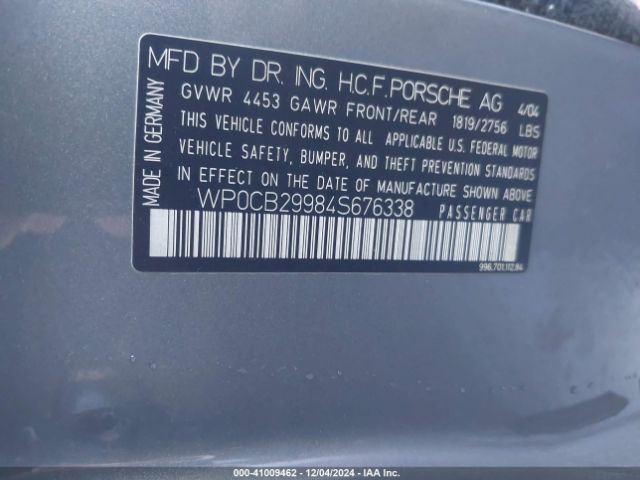 MFD BY DR. ING. H.C.F. PORSCHE AG 4/04
GVWR 4453 GAWR FRONT/REAR 1819/2756 LBS
THIS VEHICLE CONFORMS TO ALL APPLICABLE U.S. FEDERAL MOTOR
VEHICLE SAFETY, BUMPER, AND THEFT PREVENTION STANDARDS
IN EFFECT ON THE DATE OF MANUFACTURE SHOWN ABOVE
WP0CB29984S676338 PASSENGER CAR
MADE IN GERMANY
996.701.112.84
000-41009462 - 12/04/2024 - IAA Inc.